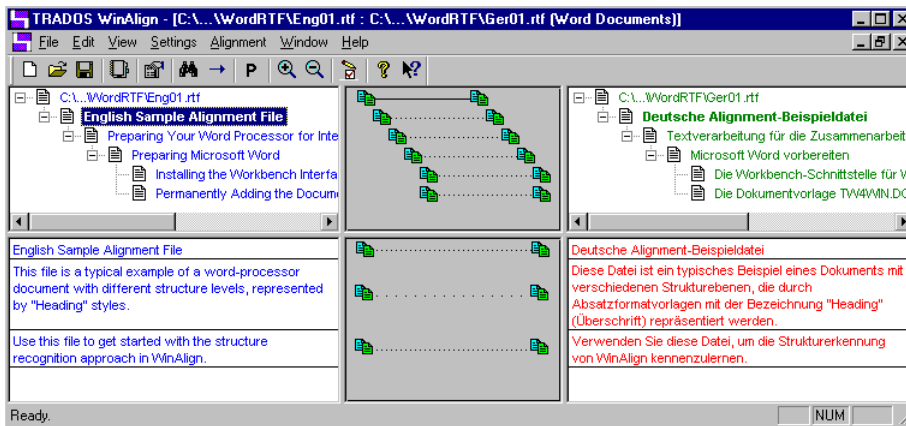 TRADOS WinAlign - [C:\...\WordRTF\Eng01.rtf : C:\...\WordRTF\Ger01.rtf (Word Documents)]
File Edit View Settings Alignment Window Help
P
C:\...\WordRTF\Eng01.rtf
English Sample Alignment File
Preparing Your Word Processor for Inte
Preparing Microsoft Word
Installing the Workbench Interfa
Permanently Adding the Docum
C:\...\WordRTF\Ger01.rtf
Deutsche Alignment-Beispieldatei
Textverarbeitung für die Zusammenarbeit
Microsoft Word vorbereiten
Die Workbench-Schnittstelle für W
Die Dokumentvorlage TW4WIN.DO
English Sample Alignment File
This file is a typical example of a word-processor
document with different structure levels, represented
by "Heading" styles.
Use this file to get started with the structure
recognition approach in WinAlign.
Deutsche Alignment-Beispieldatei
Diese Datei ist ein typisches Beispiel eines Dokuments mit
verschiedenen Strukturebenen, die durch
Absatzformatvorlagen mit der Bezeichnung "Heading"
(Überschrift) repräsentiert werden.
Verwenden Sie diese Datei, um die Strukturerkennung
von WinAlign kennenzulernen.
Ready.
NUM